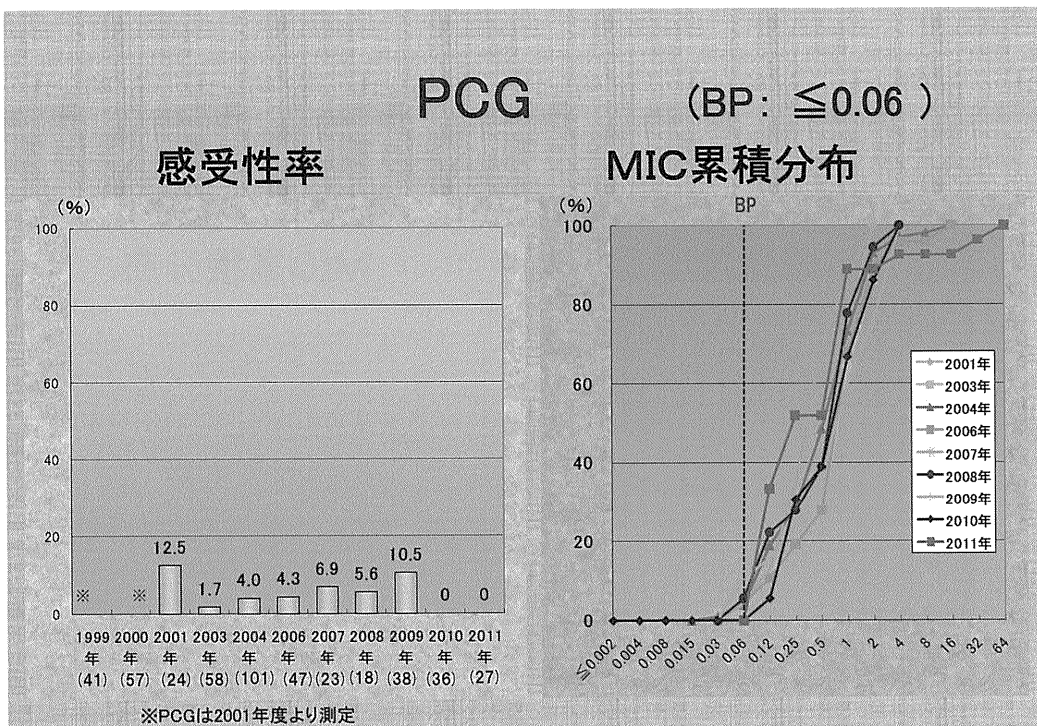 PCG (BP: ≦0.06 )
感受性率
(%)
100
80
60
40
20
0
※ ※ 12.5 1.7 4.0 4.3 6.9 5.6 10.5 0 0
1999 2000 2001 2003 2004 2006 2007 2008 2009 2010 2011
年 年 年 年 年 年 年 年 年 年 年
(41) (57) (24) (58) (101) (47) (23) (18) (38) (36) (27)
※PCGは2001年度より測定
MIC累積分布
(%)
BP
100
80
60
40
20
0
≦0.002 0.004 0.008 0.015 0.03 0.06 0.12 0.25 0.5 1 2 4 8 16 32 64
2001年
2003年
2004年
2006年
2007年
2008年
2009年
2010年
2011年